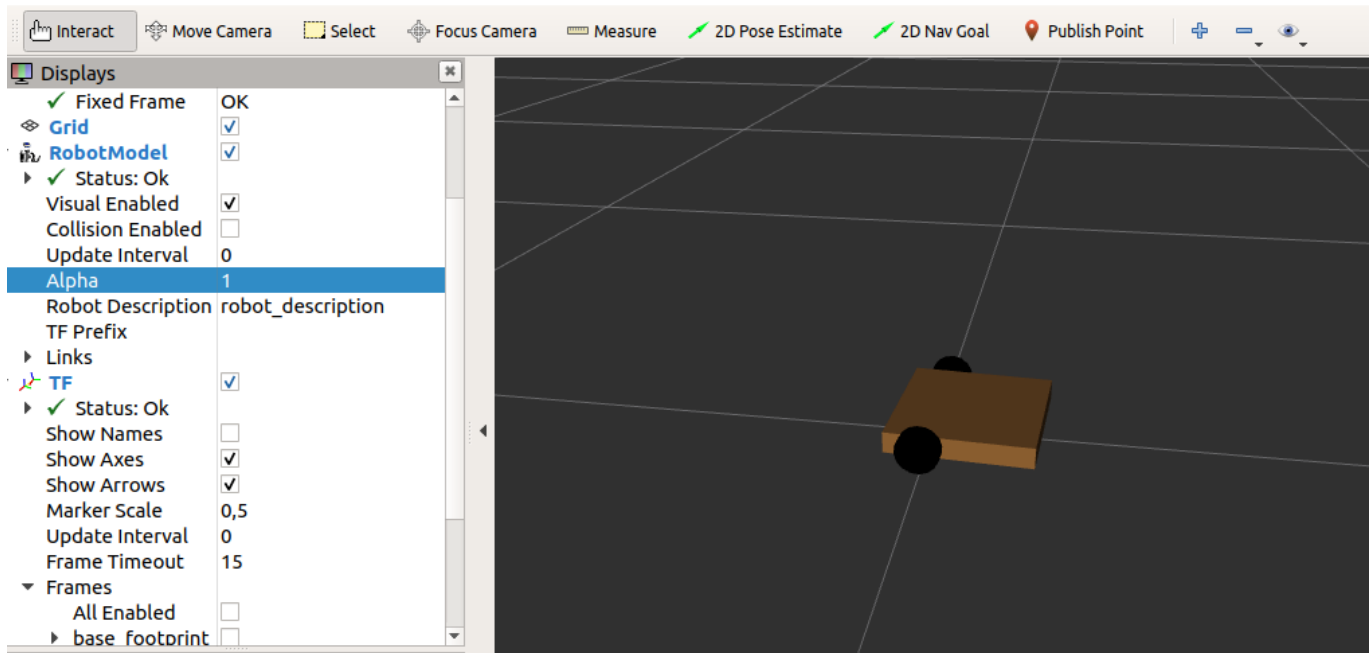 Interact Move Camera Select Focus Camera Measure 2D Pose Estimate 2D Nav Goal Publish Point
Displays
Fixed Frame OK
Grid
RobotModel
Status: Ok
Visual Enabled
Collision Enabled
Update Interval 0
Alpha 1
Robot Description robot_description
TF Prefix
Links
TF
Status: Ok
Show Names
Show Axes
Show Arrows
Marker Scale 0,5
Update Interval 0
Frame Timeout 15
Frames
All Enabled
base_footprint